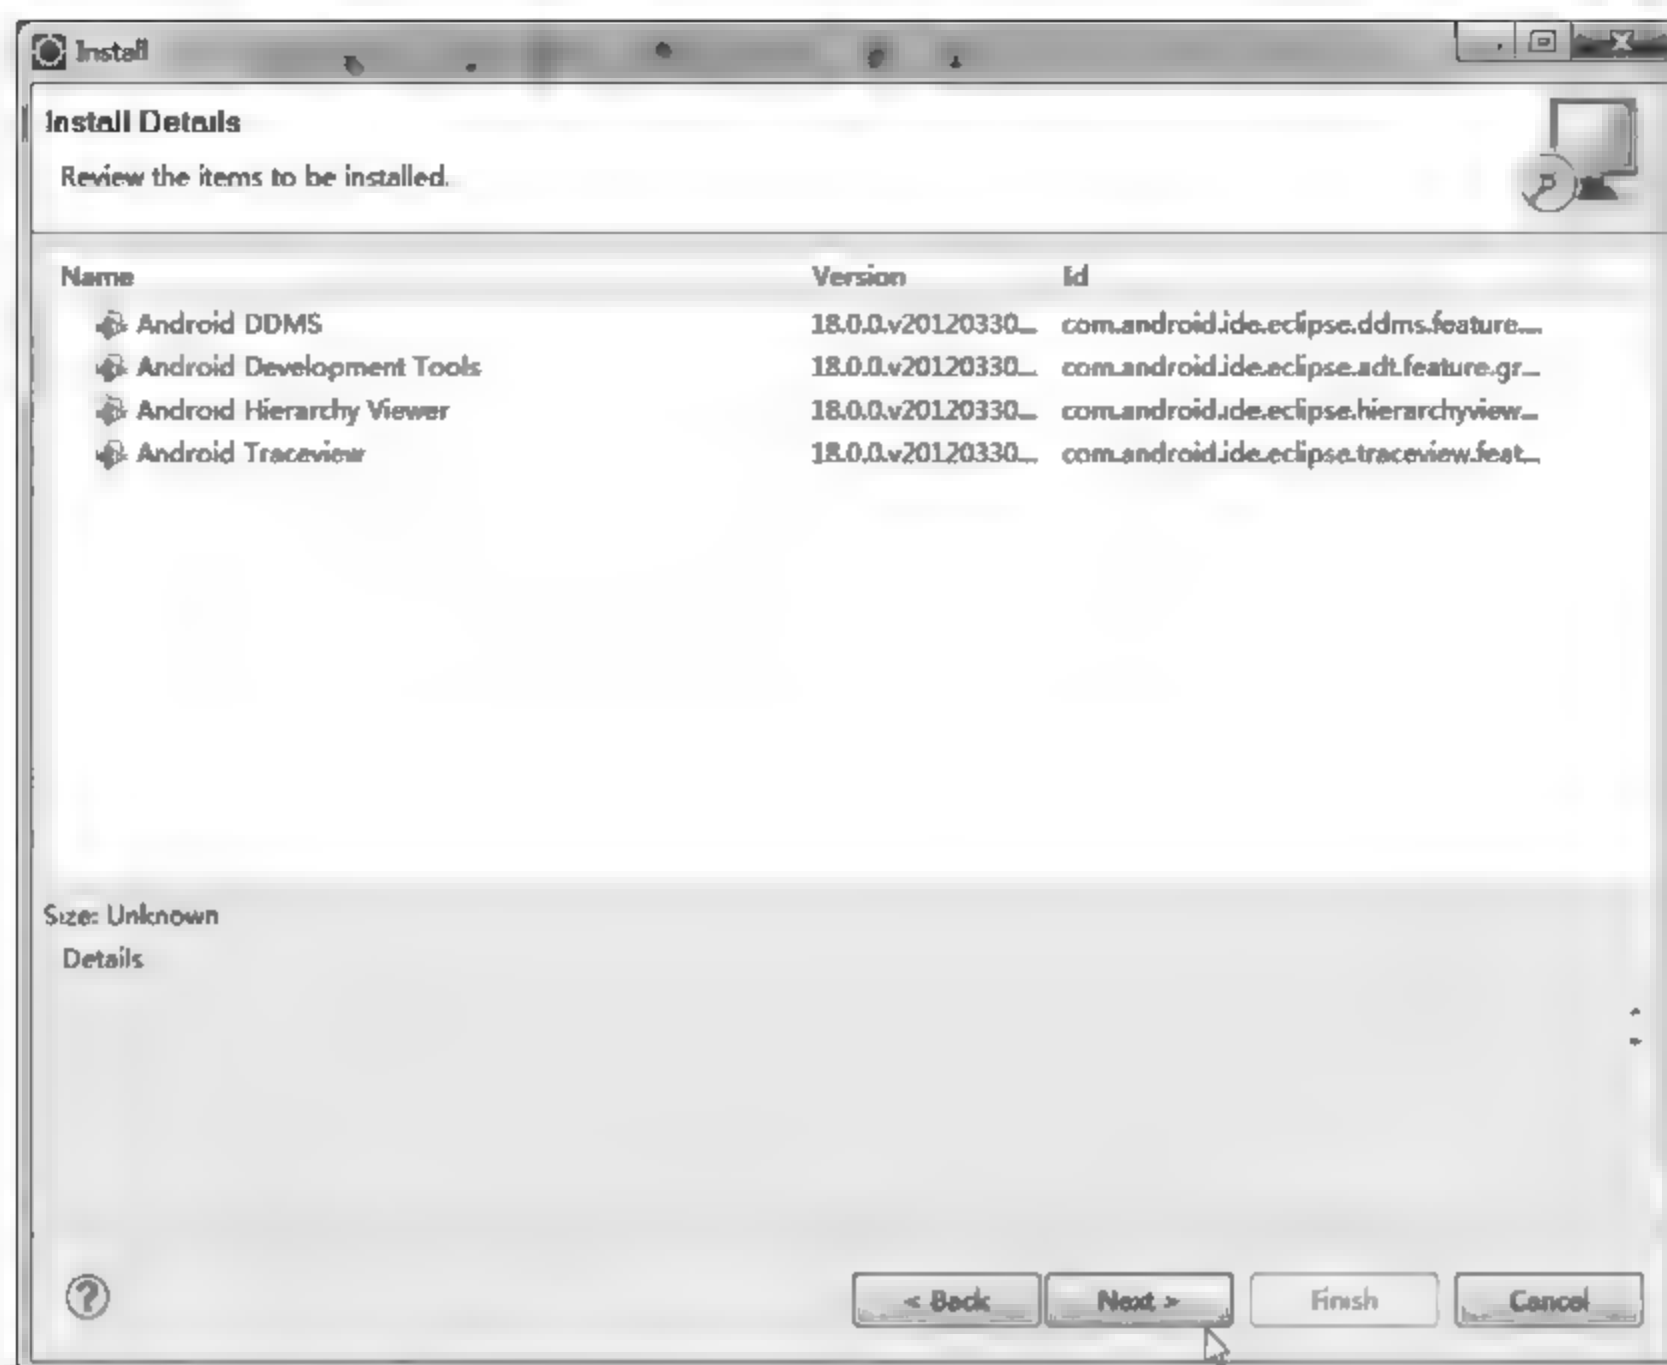 Install
Install Details
Review the items to be installed.
Name Version Id
Android DDMS 18.0.0.v20120330... com.android.ide.eclipse.ddms.feature....
Android Development Tools 18.0.0.v20120330... com.android.ide.eclipse.adt.feature.gr...
Android Hierarchy Viewer 18.0.0.v20120330... com.android.ide.eclipse.hierarchyview...
Android Traceview 18.0.0.v20120330... com.android.ide.eclipse.traceview.feat...
Size: Unknown
Details
< Back Next > Finish Cancel